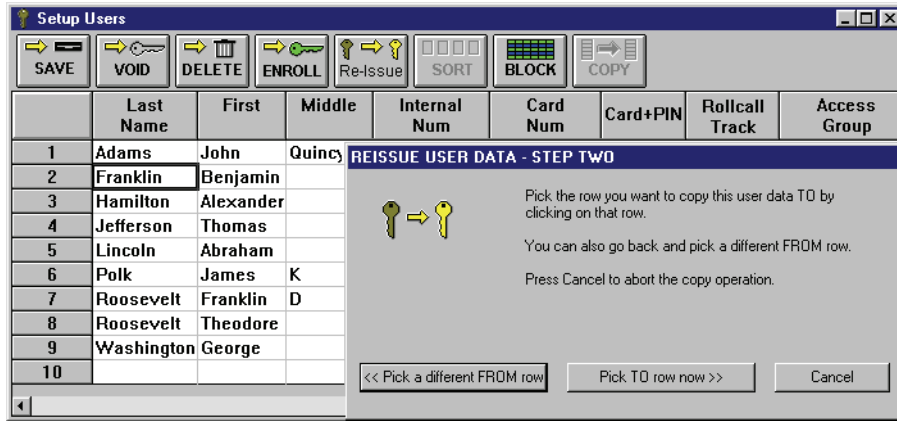 Setup Users
SAVE VOID DELETE ENROLL Re-Issue SORT BLOCK COPY
Last Name First Middle Internal Num Card Num Card+PIN Rollcall Track Access Group
1 Adams John Quincy
2 Franklin Benjamin
3 Hamilton Alexander
4 Jefferson Thomas
5 Lincoln Abraham
6 Polk James K
7 Roosevelt Franklin D
8 Roosevelt Theodore
9 Washington George
10
REISSUE USER DATA - STEP TWO
Pick the row you want to copy this user data TO by
clicking on that row.
You can also go back and pick a different FROM row.
Press Cancel to abort the copy operation.
<< Pick a different FROM row Pick TO row now >> Cancel